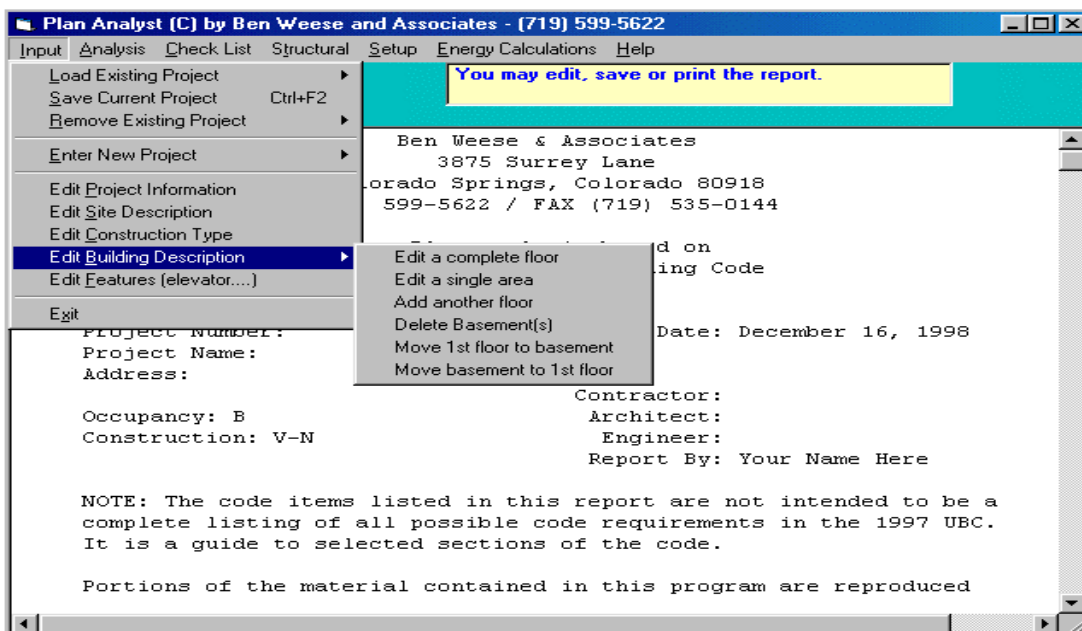 Plan Analyst (C) by Ben Weese and Associates - (719) 599-5622
Input Analysis Check List Structural Setup Energy Calculations Help
Load Existing Project
Save Current Project Ctrl+F2
Remove Existing Project
Enter New Project
Edit Project Information
Edit Site Description
Edit Construction Type
Edit Building Description
Edit Features (elevator....)
Exit
Edit a complete floor
Edit a single area
Add another floor
Delete Basement(s)
Move 1st floor to basement
Move basement to 1st floor
You may edit, save or print the report.
Ben Weese & Associates
3875 Surrey Lane
orado Springs, Colorado 80918
599-5622 / FAX (719) 535-0144
d on
ing Code
Project Number: Date: December 16, 1998
Project Name:
Address:
Contractor:
Occupancy: B Architect:
Construction: V-N Engineer:
Report By: Your Name Here
NOTE: The code items listed in this report are not intended to be a
complete listing of all possible code requirements in the 1997 UBC.
It is a guide to selected sections of the code.
Portions of the material contained in this program are reproduced